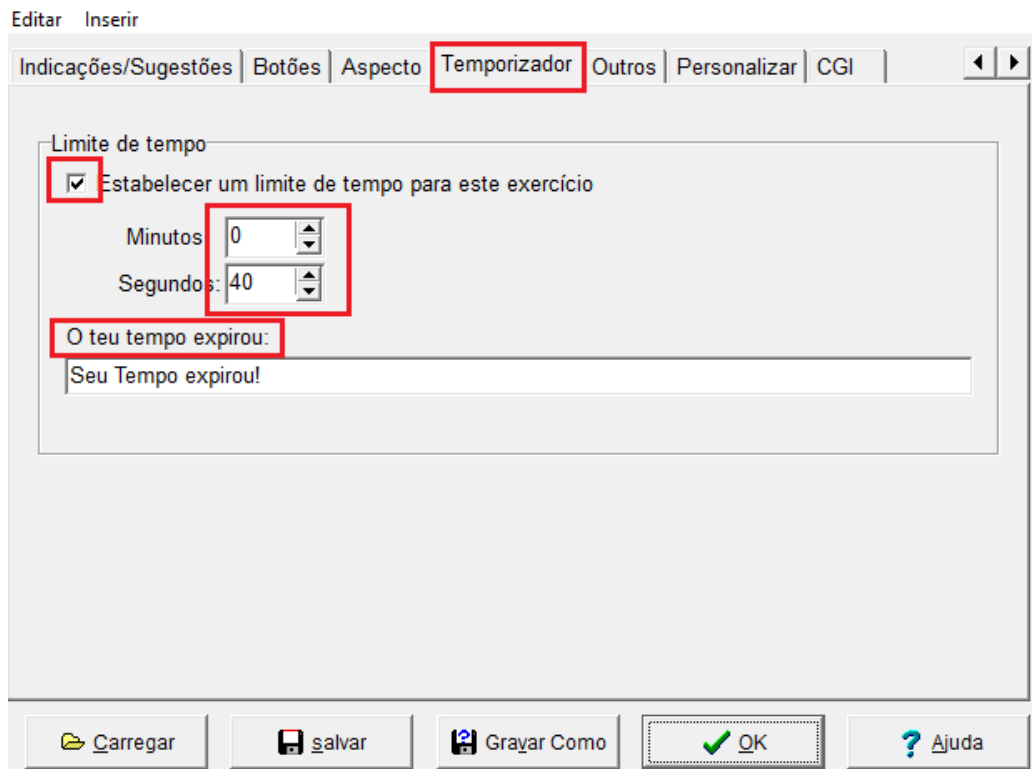 Editar Inserir
Indicações/Sugestões Botões Aspecto Temporizador Outros Personalizar CGI
Limite de tempo
Estabelecer um limite de tempo para este exercício
Minutos 0
Segundos: 40
O teu tempo expirou:
Seu Tempo expirou!
Carregar salvar Gravar Como OK Ajuda